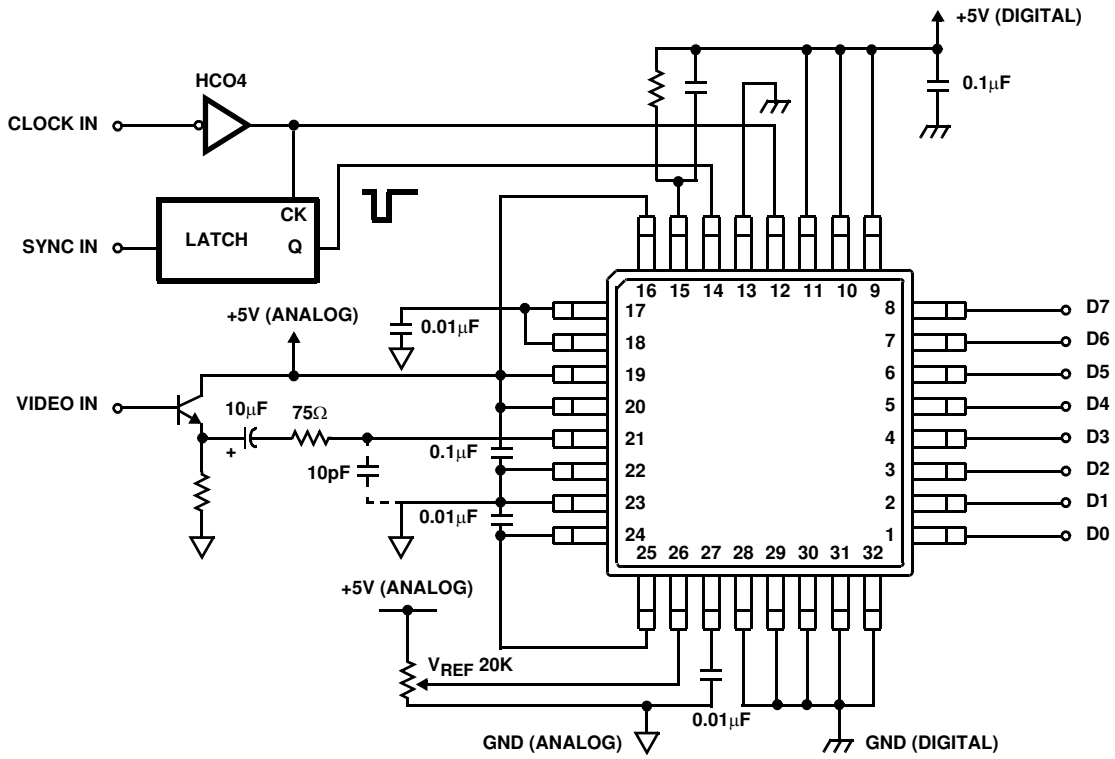 +5V (DIGITAL)
HCO4
0.1µF
CLOCK IN
CK
SYNC IN
LATCH
Q
16 15 14 13 12 11 10 9
+5V (ANALOG)
0.01µF
17
18
19
20
21
22
23
24
8
7
6
5
4
3
2
1
D7
D6
D5
D4
D3
D2
D1
D0
VIDEO IN
10µF
75Ω
+
0.1µF
10pF
0.01µF
25 26 27 28 29 30 31 32
+5V (ANALOG)
VREF 20K
0.01µF
GND (ANALOG)
GND (DIGITAL)